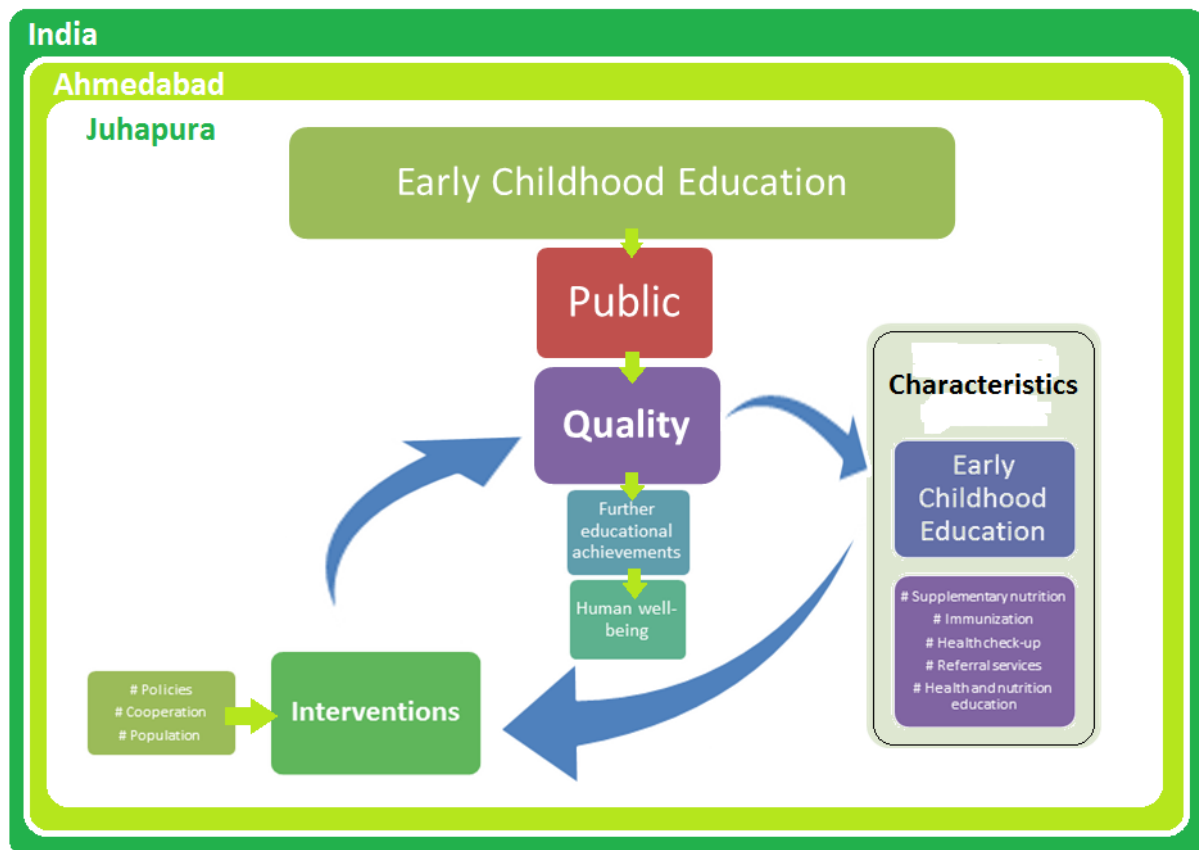 India
Ahmedabad
Juhapura
Early Childhood Education
Public
Quality
Further
educational
achievements
Human well-
being
Characteristics
Early
Childhood
Education
# Supplementary nutrition
# Immunization
# Health check-up
# Referral services
# Health and nutrition
education
# Policies
# Cooperation
# Population
Interventions